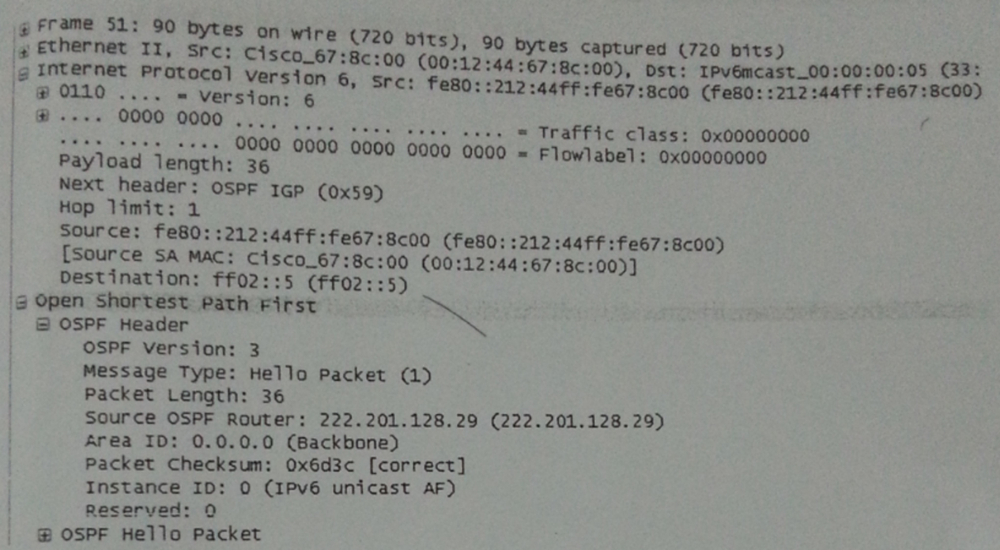 Frame 51: 90 bytes on wire (720 bits), 90 bytes captured (720 bits)
Ethernet II, Src: Cisco_67:8c:00 (00:12:44:67:8c:00), Dst: IPv6mcast_00:00:00:05 (33:
Internet Protocol Version 6, Src: fe80::212:44ff:fe67:8c00 (fe80::212:44ff:fe67:8c00)
0110 .... = Version: 6
.... 0000 0000 .... .... .... .... .... = Traffic class: 0x00000000
.... .... .... 0000 0000 0000 0000 0000 = Flowlabel: 0x00000000
Payload length: 36
Next header: OSPF IGP (0x59)
Hop limit: 1
Source: fe80::212:44ff:fe67:8c00 (fe80::212:44ff:fe67:8c00)
[Source SA MAC: Cisco_67:8c:00 (00:12:44:67:8c:00)]
Destination: ff02::5 (ff02::5)
Open Shortest Path First
OSPF Header
OSPF Version: 3
Message Type: Hello Packet (1)
Packet Length: 36
Source OSPF Router: 222.201.128.29 (222.201.128.29)
Area ID: 0.0.0.0 (Backbone)
Packet Checksum: 0x6d3c [correct]
Instance ID: 0 (IPv6 unicast AF)
Reserved: 0
OSPF Hello Packet